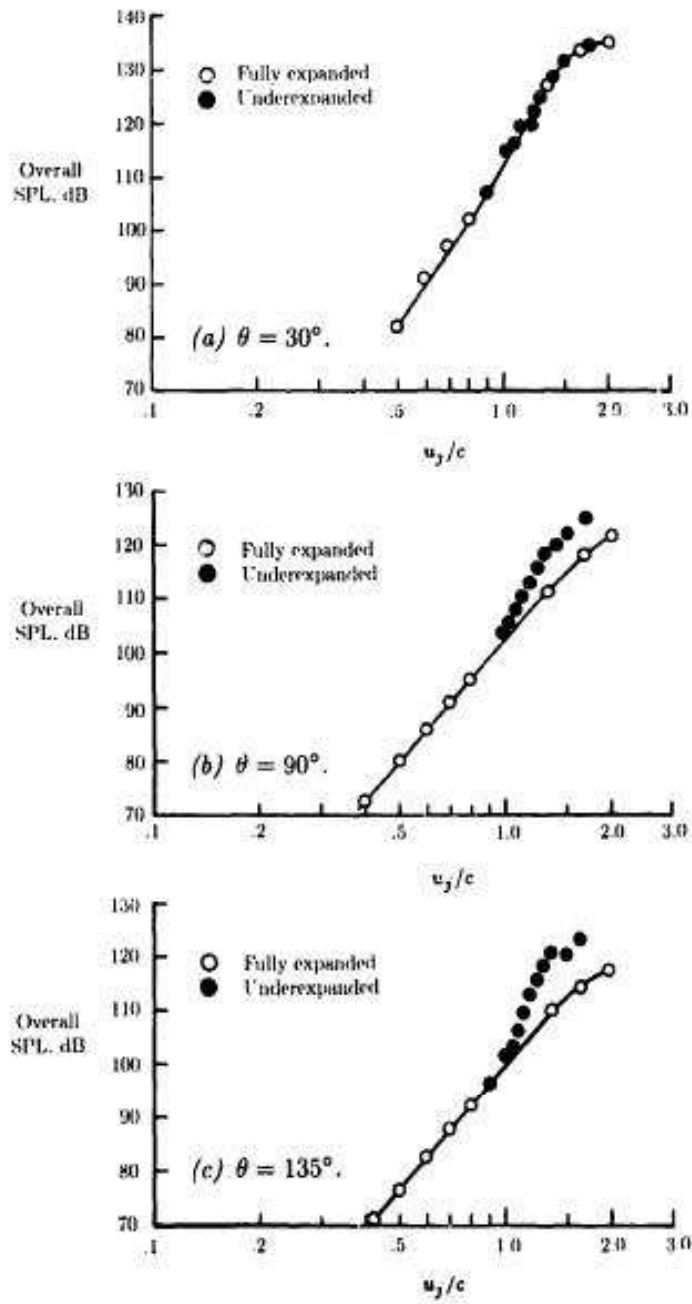 140
130
120
110
100
90
80
70
Overall
SPL, dB
Fully expanded
Underexpanded
(a) θ = 30°.
.1 .2 .5 1.0 2.0 3.0
u_j/c
130
120
110
100
90
80
70
Overall
SPL, dB
Fully expanded
Underexpanded
(b) θ = 90°.
.1 .2 .5 1.0 2.0 3.0
u_j/c
130
120
110
100
90
80
70
Overall
SPL, dB
Fully expanded
Underexpanded
(c) θ = 135°.
.1 .2 .5 1.0 2.0 3.0
u_j/c